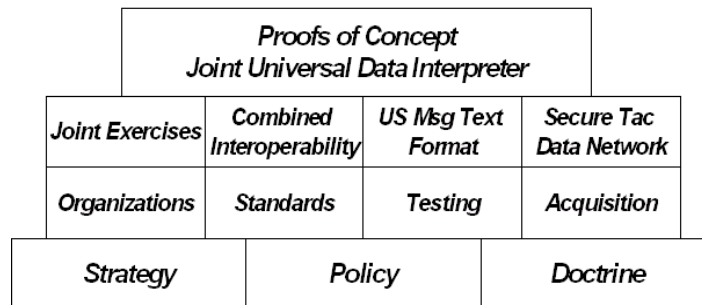 Proofs of Concept
Joint Universal Data Interpreter
Joint Exercises
Combined
Interoperability
US Msg Text
Format
Secure Tac
Data Network
Organizations
Standards
Testing
Acquisition
Strategy
Policy
Doctrine